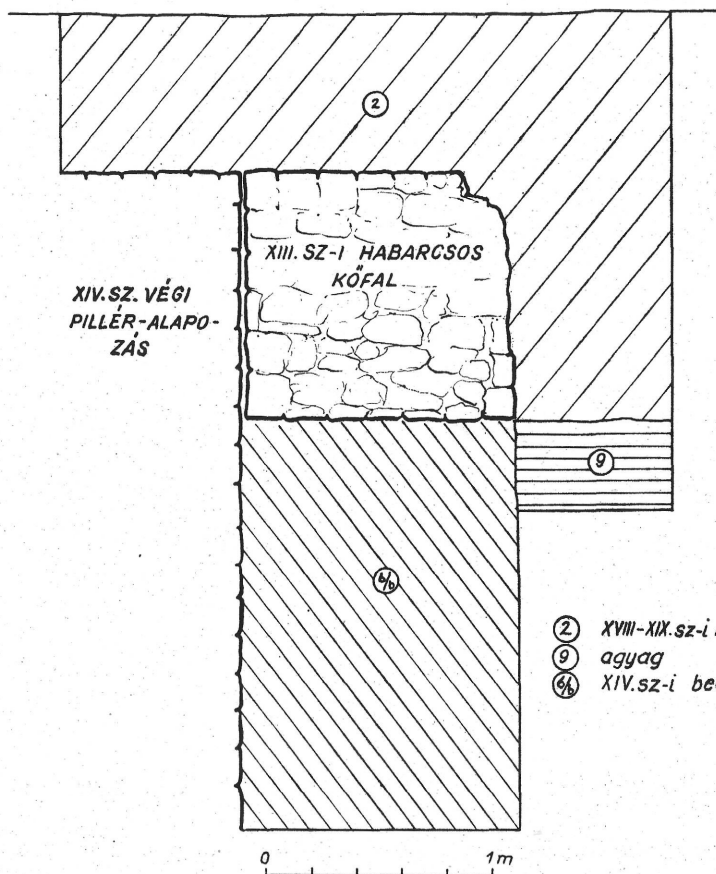 2
XIII. SZ-I HABARCSOS
KŐFAL
XIV. SZ. VÉGI
PILLÉR-ALAPO-
ZÁS
9
6/b
2 XVIII-XIX.sz-i
9 agyag
6/b XIV.sz-i
0 1m